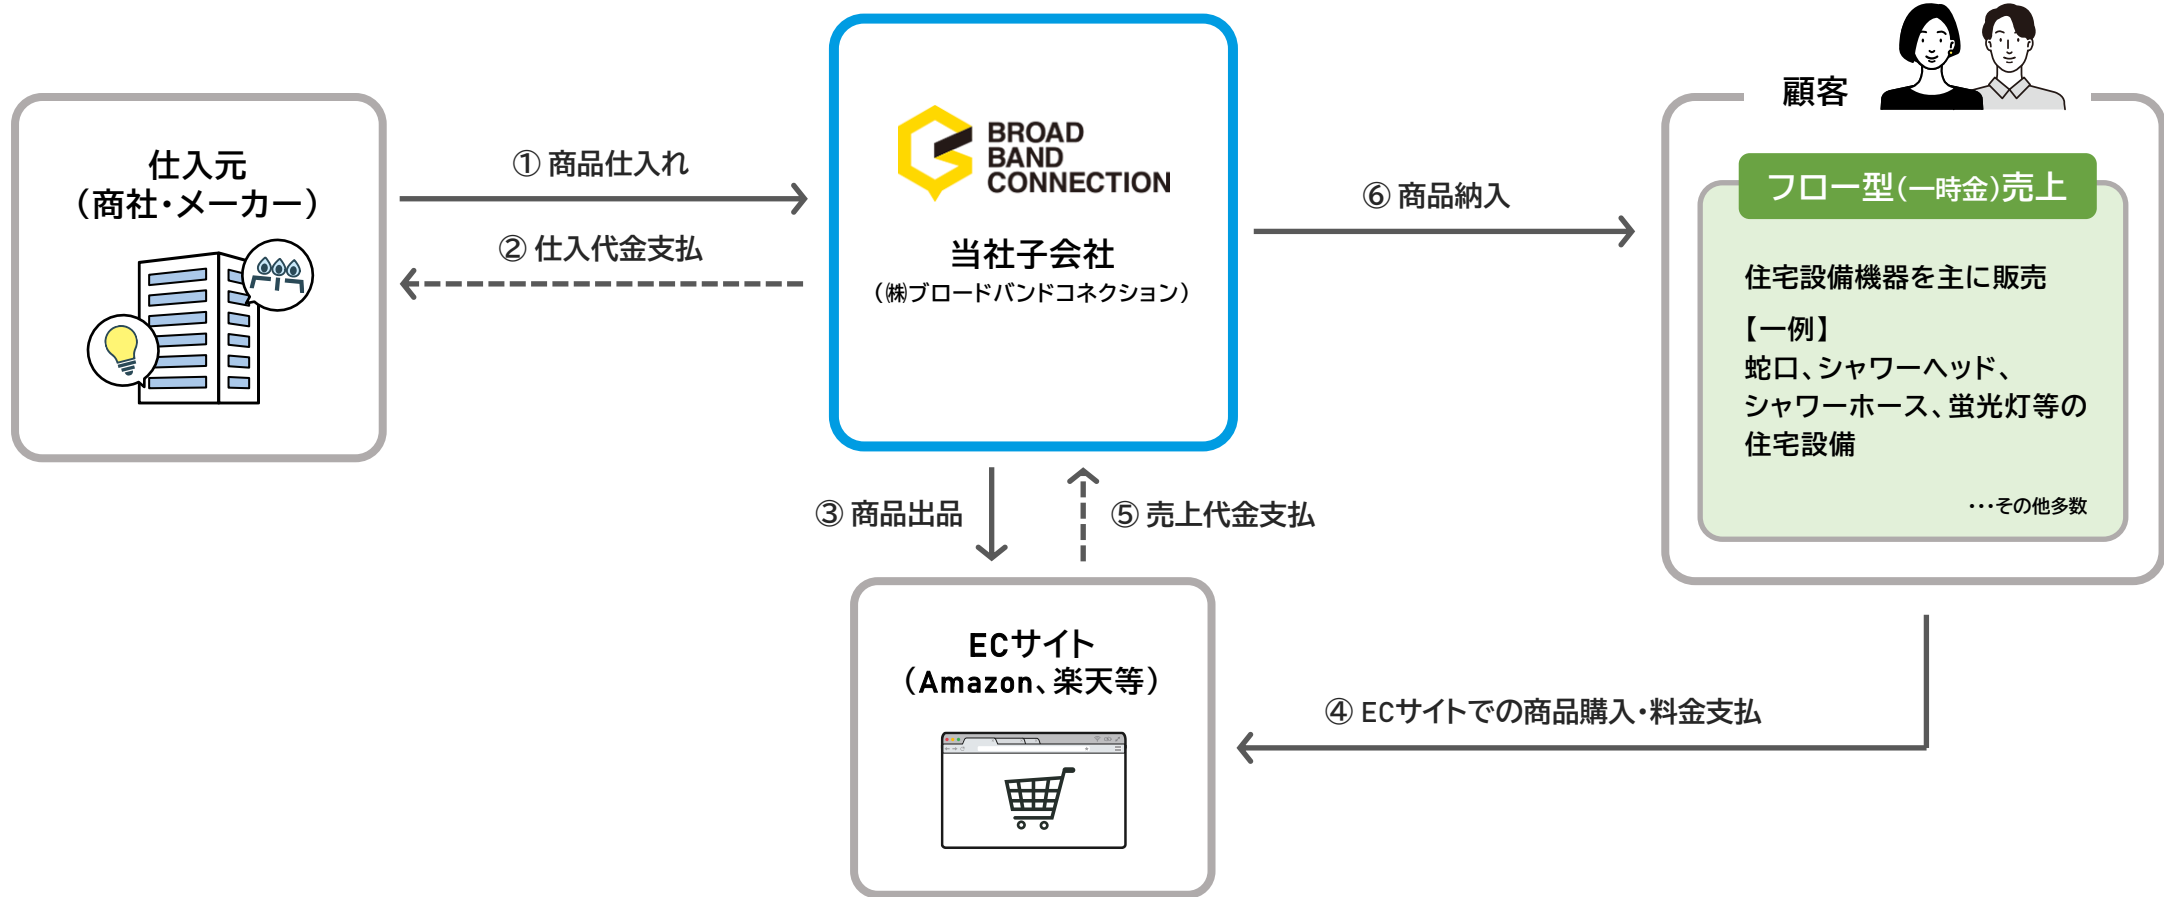 仕入元
（商社・メーカー）
① 商品仕入れ
② 仕入代金支払
BROAD
BAND
CONNECTION
当社子会社
（㈱ブロードバンドコネクション）
③ 商品出品
⑤ 売上代金支払
ECサイト
（Amazon、楽天等）
④ ECサイトでの商品購入・料金支払
⑥ 商品納入
顧客
フロー型（一時金）売上
住宅設備機器を主に販売
【一例】
蛇口、シャワーヘッド、
シャワーホース、蛍光灯等の
住宅設備
…その他多数